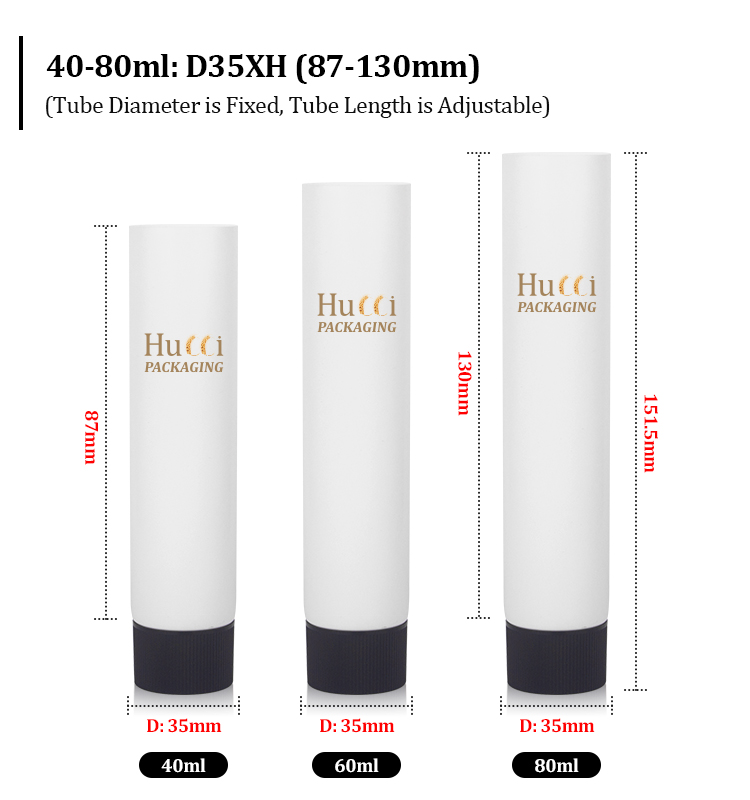 40-80ml: D35XH (87-130mm)
(Tube Diameter is Fixed, Tube Length is Adjustable)
87mm
Hucci
PACKAGING
Hucci
PACKAGING
130mm
Hucci
PACKAGING
151.5mm
D: 35mm
D: 35mm
D: 35mm
40ml
60ml
80ml